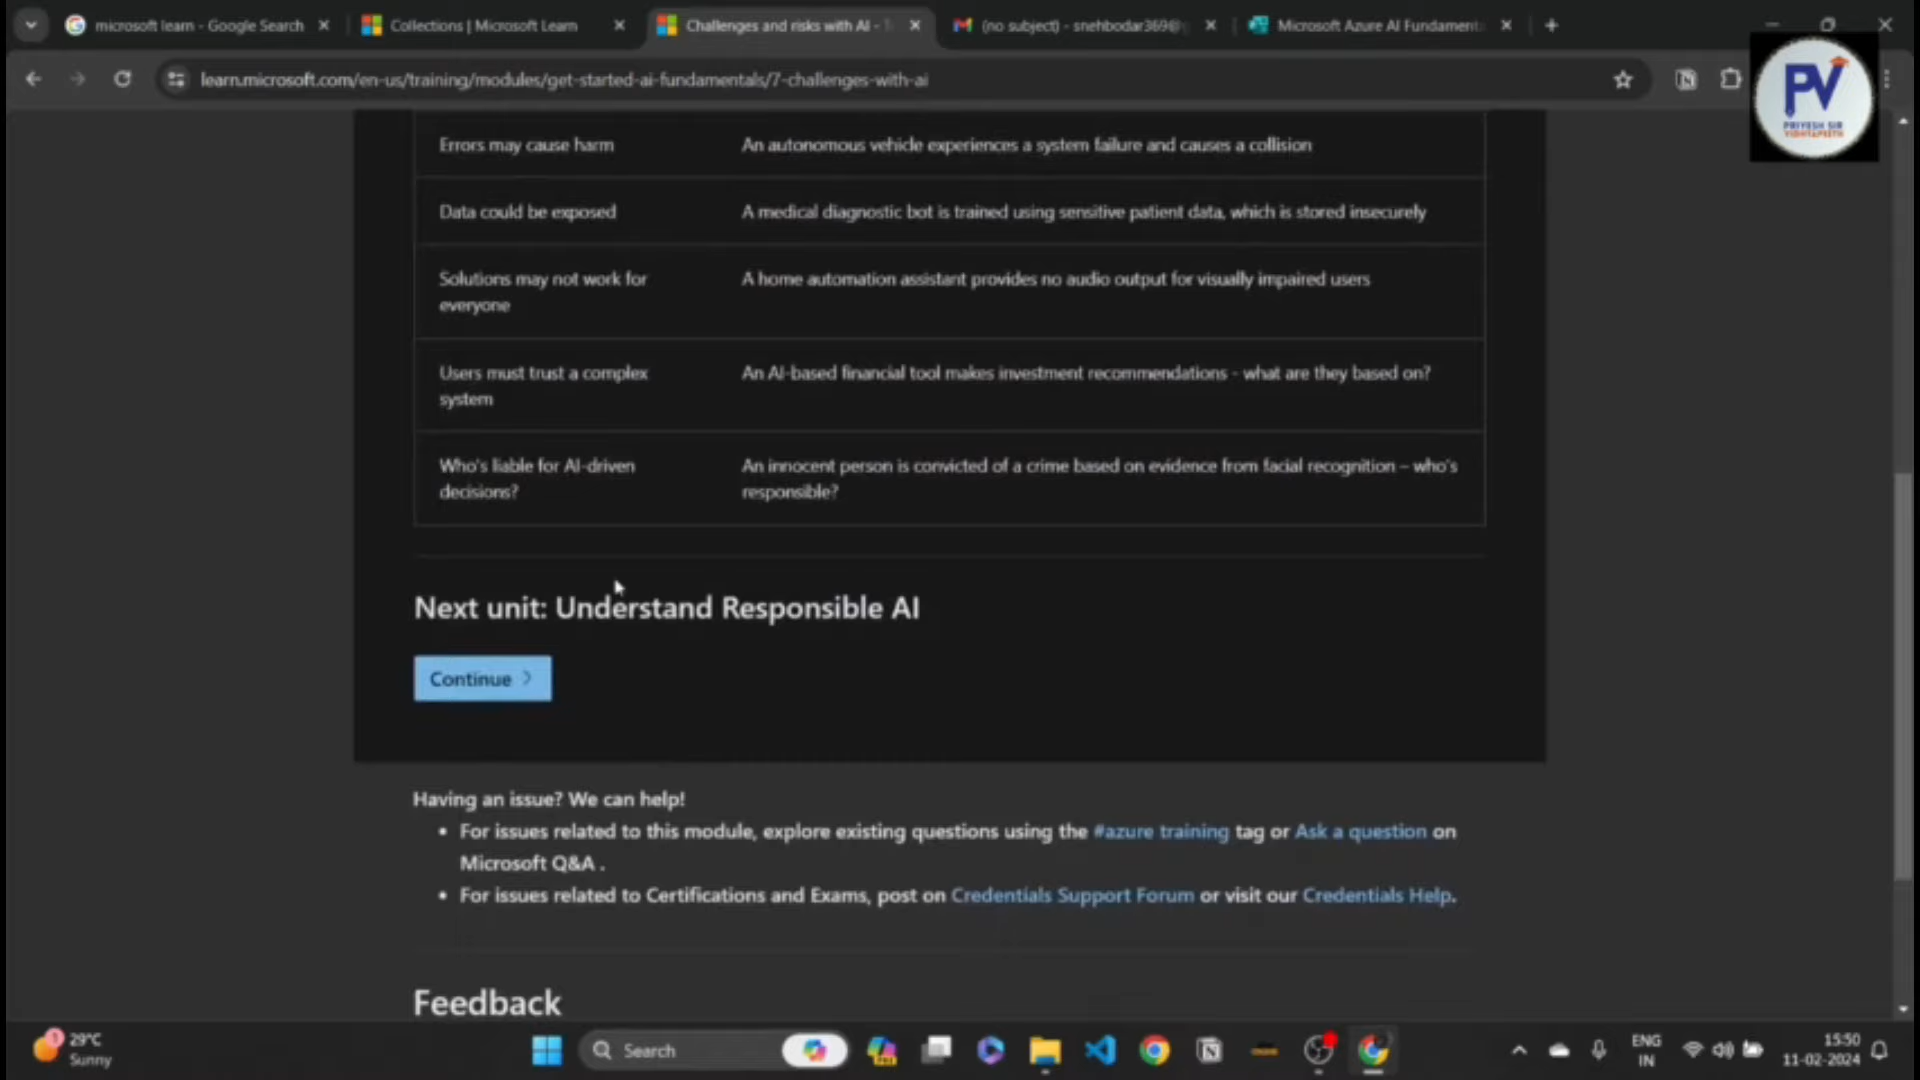 microsoft learn - Google Search
Collections | Microsoft Learn
Challenges and risks with AI - T
(no subject) - snehbodar369@
Microsoft Azure AI Fundament
learn.microsoft.com/en-us/training/modules/get-started-ai-fundamentals/7-challenges-with-ai
PV
PRIYESH SIR
VIDHYAPEETH
Errors may cause harm
An autonomous vehicle experiences a system failure and causes a collision
Data could be exposed
A medical diagnostic bot is trained using sensitive patient data, which is stored insecurely
Solutions may not work for
everyone
A home automation assistant provides no audio output for visually impaired users
Users must trust a complex
system
An AI-based financial tool makes investment recommendations - what are they based on?
Who's liable for AI-driven
decisions?
An innocent person is convicted of a crime based on evidence from facial recognition – who's
responsible?
Next unit: Understand Responsible AI
Continue
Having an issue? We can help!
• For issues related to this module, explore existing questions using the #azure training tag or Ask a question on
Microsoft Q&A .
• For issues related to Certifications and Exams, post on Credentials Support Forum or visit our Credentials Help.
Feedback
29°C
Sunny
Search
ENG
IN
15:50
11-02-2024